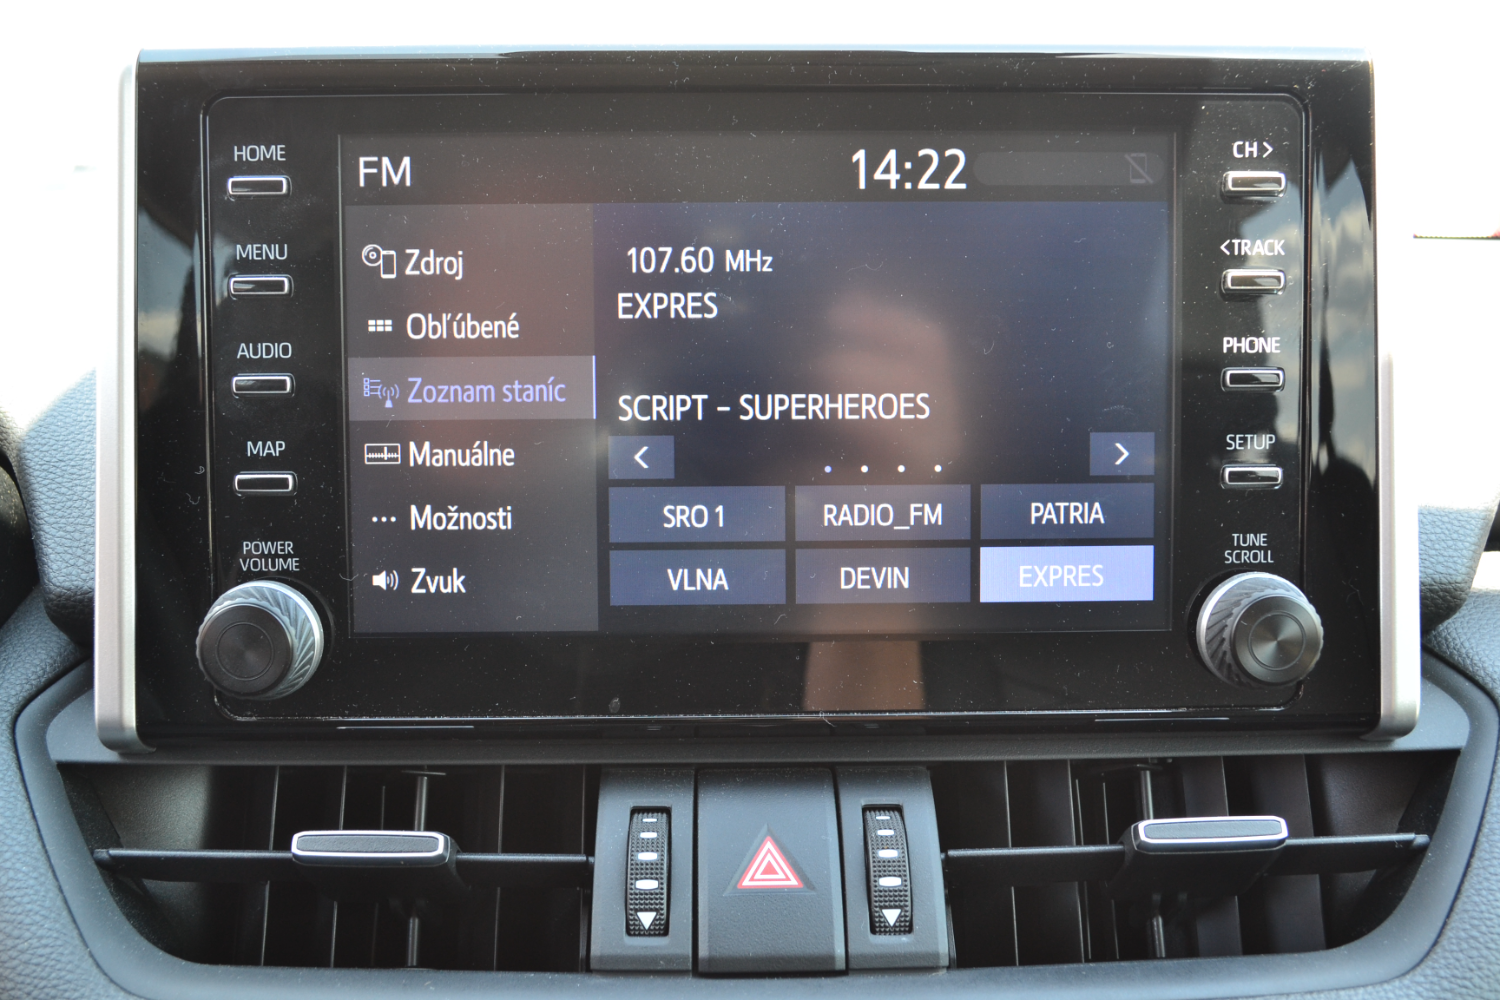 HOME
MENU
AUDIO
MAP
POWER
VOLUME
FM
14:22
Zdroj
Obľúbené
Zoznam staníc
Manuálne
Možnosti
Zvuk
107.60 MHz
EXPRES
SCRIPT - SUPERHEROES
<
>
SRO 1
RADIO_FM
PATRIA
VLNA
DEVIN
EXPRES
CH >
< TRACK
PHONE
SETUP
TUNE
SCROLL